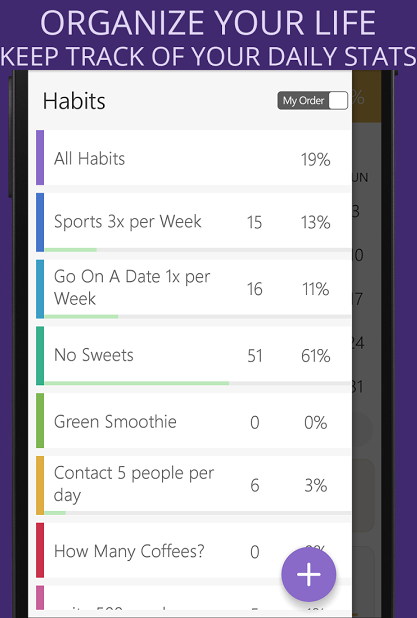 ORGANIZE YOUR LIFE
KEEP TRACK OF YOUR DAILY STATS
Habits
My Order
%
All Habits 19%
UN
Sports 3x per Week 15 13%
3
Go On A Date 1x per
Week 16 11%
10
17
No Sweets 51 61%
24
31
Green Smoothie 0 0%
Contact 5 people per
day 6 3%
How Many Coffees? 0